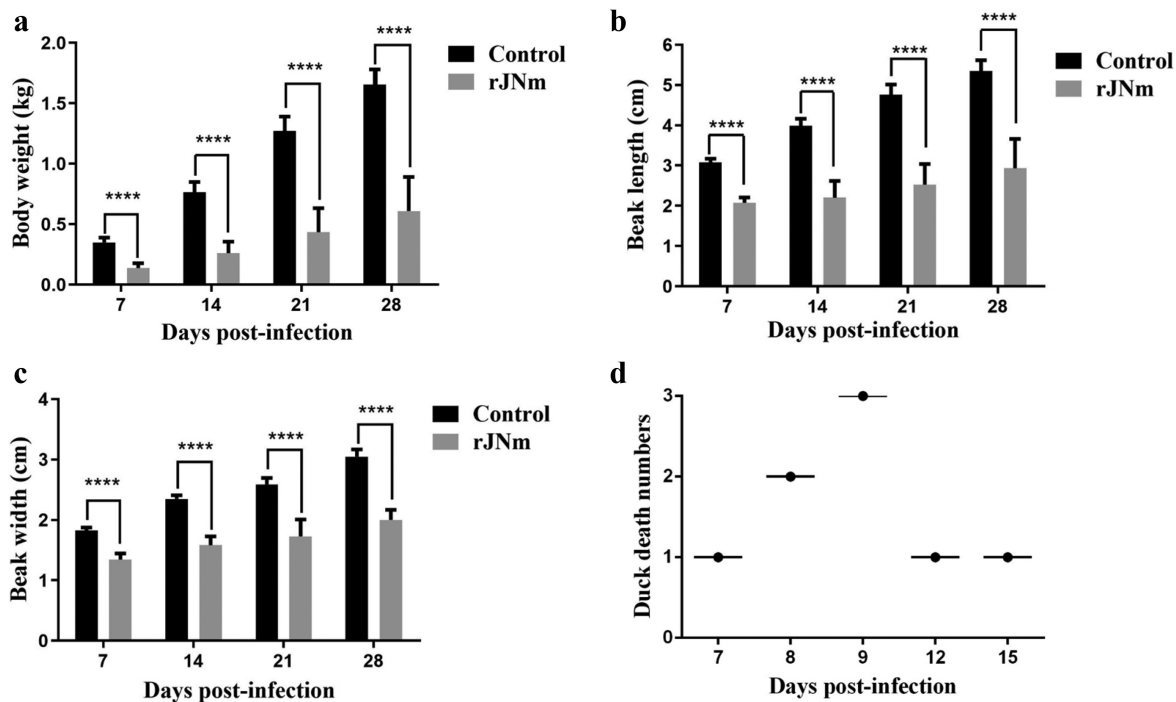 a
****
****
****
****
Control
rJNm
2.0
1.5
1.0
0.5
0.0
Body weight (kg)
7 14 21 28
Days post-infection
b
****
****
****
****
Control
rJNm
6
5
4
3
2
1
0
Beak length (cm)
7 14 21 28
Days post-infection
c
****
****
****
****
Control
rJNm
4
3
2
1
0
Beak width (cm)
7 14 21 28
Days post-infection
d
3
2
1
0
Duck death numbers
7 8 9 12 15
Days post-infection